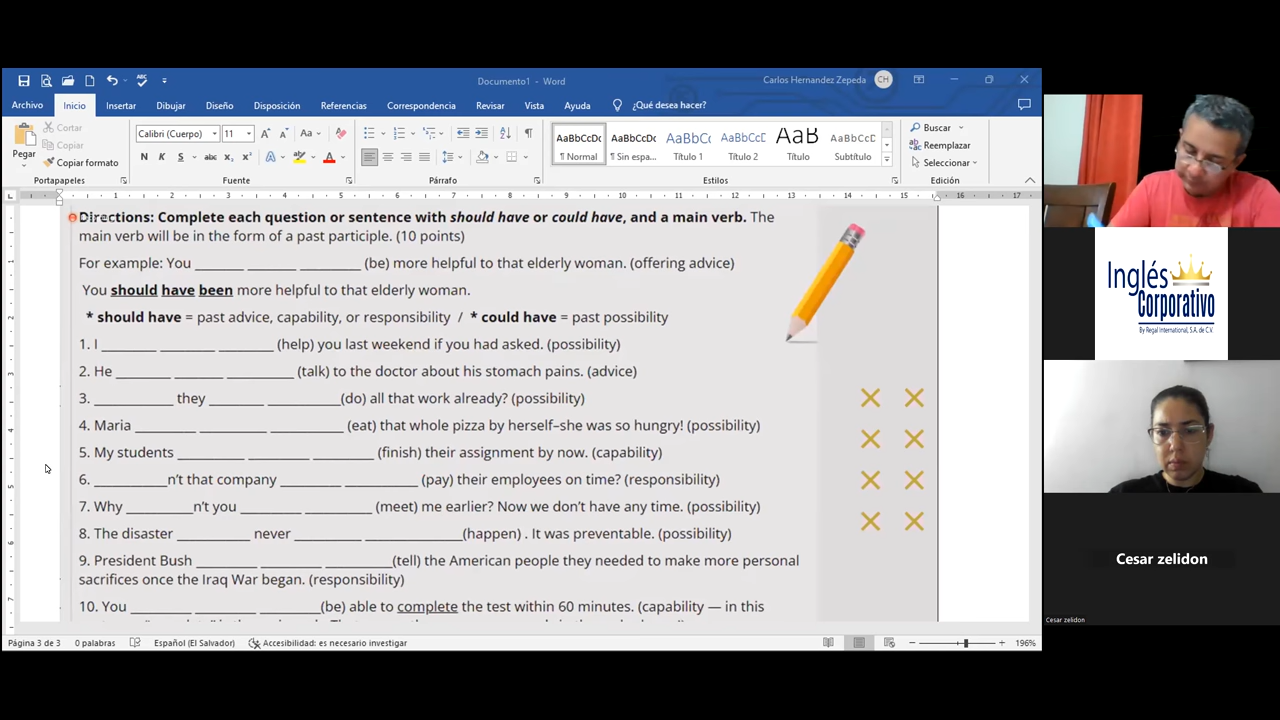 Documento1 - Word
Carlos Hernandez Zepeda
CH
Archivo Inicio Insertar Dibujar Diseño Disposición Referencias Correspondencia Revisar Vista Ayuda ¿Qué desea hacer?
Pegar
Cortar
Copiar
Copiar formato
Portapapeles
Calibri (Cuerpo) 11
N K S abc x₂ x²
Fuente
Párrafo
AaBbCcDc AaBbCcDc AaBbCc AaBbCcD AaB AaBbCcD
¶ Normal ¶ Sin espa... Título 1 Título 2 Título Subtítulo
Estilos
Buscar
Reemplazar
Seleccionar
Edición
Directions: Complete each question or sentence with should have or could have, and a main verb. The
main verb will be in the form of a past participle. (10 points)
For example: You _______ _______ ________ (be) more helpful to that elderly woman. (offering advice)
You should have been more helpful to that elderly woman.
* should have = past advice, capability, or responsibility / * could have = past possibility
1. I ________ _______ ________ (help) you last weekend if you had asked. (possibility)
2. He ________ _______ __________ (talk) to the doctor about his stomach pains. (advice)
3. ____________ they ________ ___________(do) all that work already? (possibility)
4. Maria _________ _________ ___________ (eat) that whole pizza by herself–she was so hungry! (possibility)
5. My students __________ _________ _________ (finish) their assignment by now. (capability)
6. ___________n’t that company _________ ___________ (pay) their employees on time? (responsibility)
7. Why __________n’t you _________ __________ (meet) me earlier? Now we don’t have any time. (possibility)
8. The disaster ___________ never __________ ______________(happen) . It was preventable. (possibility)
9. President Bush _________ _________ __________(tell) the American people they needed to make more personal
sacrifices once the Iraq War began. (responsibility)
10. You _________ _________ _________(be) able to complete the test within 60 minutes. (capability — in this
Página 3 de 3 0 palabras Español (El Salvador) Accesibilidad: es necesario investigar 196%
Inglés
Corporativo
By Regal International, S.A. de C.V.
Cesar zelidon
Cesar zelidon